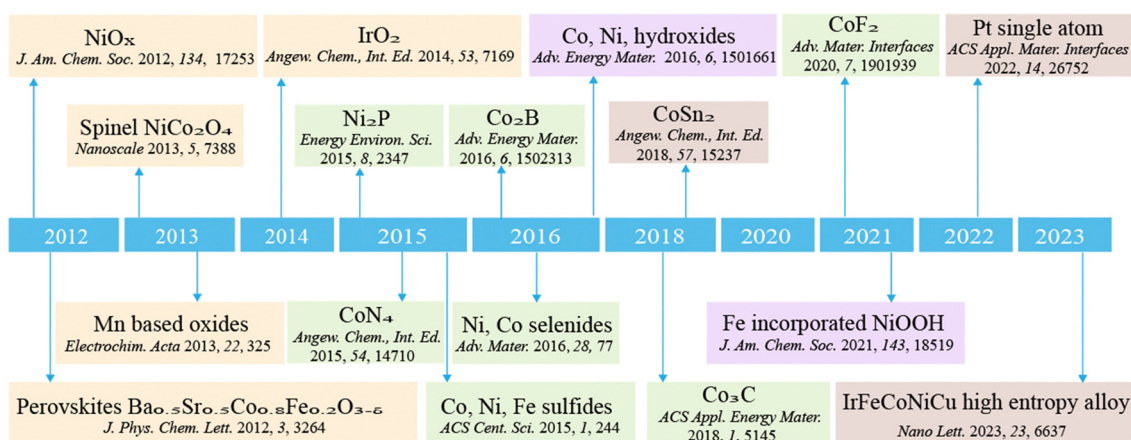 NiOₓ
J. Am. Chem. Soc. 2012, 134, 17253
IrO₂
Angew. Chem., Int. Ed. 2014, 53, 7169
Co, Ni, hydroxides
Adv. Energy Mater. 2016, 6, 1501661
CoF₂
Adv. Mater. Interfaces
2020, 7, 1901939
Pt single atom
ACS Appl. Mater. Interfaces
2022, 14, 26752
Spinel NiCo₂O₄
Nanoscale 2013, 5, 7388
Ni₂P
Energy Environ. Sci.
2015, 8, 2347
Co₂B
Adv. Energy Mater.
2016, 6, 1502313
CoSn₂
Angew. Chem., Int. Ed.
2018, 57, 15237
2012 2013 2014 2015 2016 2018 2020 2021 2022 2023
Mn based oxides
Electrochim. Acta 2013, 22, 325
CoN₄
Angew. Chem., Int. Ed.
2015, 54, 14710
Ni, Co selenides
Adv. Mater. 2016, 28, 77
Fe incorporated NiOOH
J. Am. Chem. Soc. 2021, 143, 18519
Perovskites Ba₀.₅Sr₀.₅Co₀.₈Fe₀.₂O₃₋δ
J. Phys. Chem. Lett. 2012, 3, 3264
Co, Ni, Fe sulfides
ACS Cent. Sci. 2015, 1, 244
Co₃C
ACS Appl. Energy Mater.
2018, 1, 5145
IrFeCoNiCu high entropy alloy
Nano Lett. 2023, 23, 6637